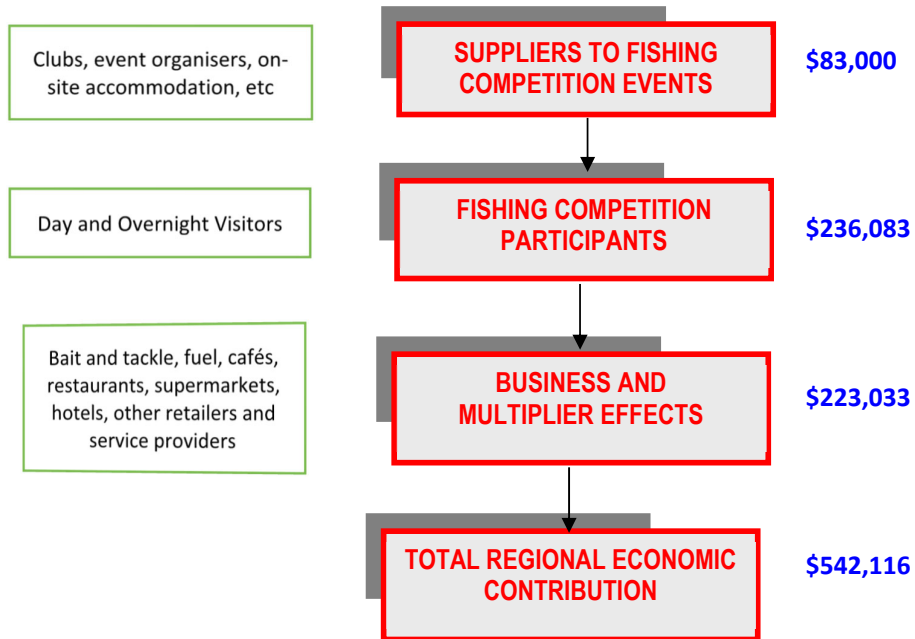 Clubs, event organisers, on-
site accommodation, etc
SUPPLIERS TO FISHING
COMPETITION EVENTS
$83,000
Day and Overnight Visitors
FISHING COMPETITION
PARTICIPANTS
$236,083
Bait and tackle, fuel, cafés,
restaurants, supermarkets,
hotels, other retailers and
service providers
BUSINESS AND
MULTIPLIER EFFECTS
$223,033
TOTAL REGIONAL ECONOMIC
CONTRIBUTION
$542,116